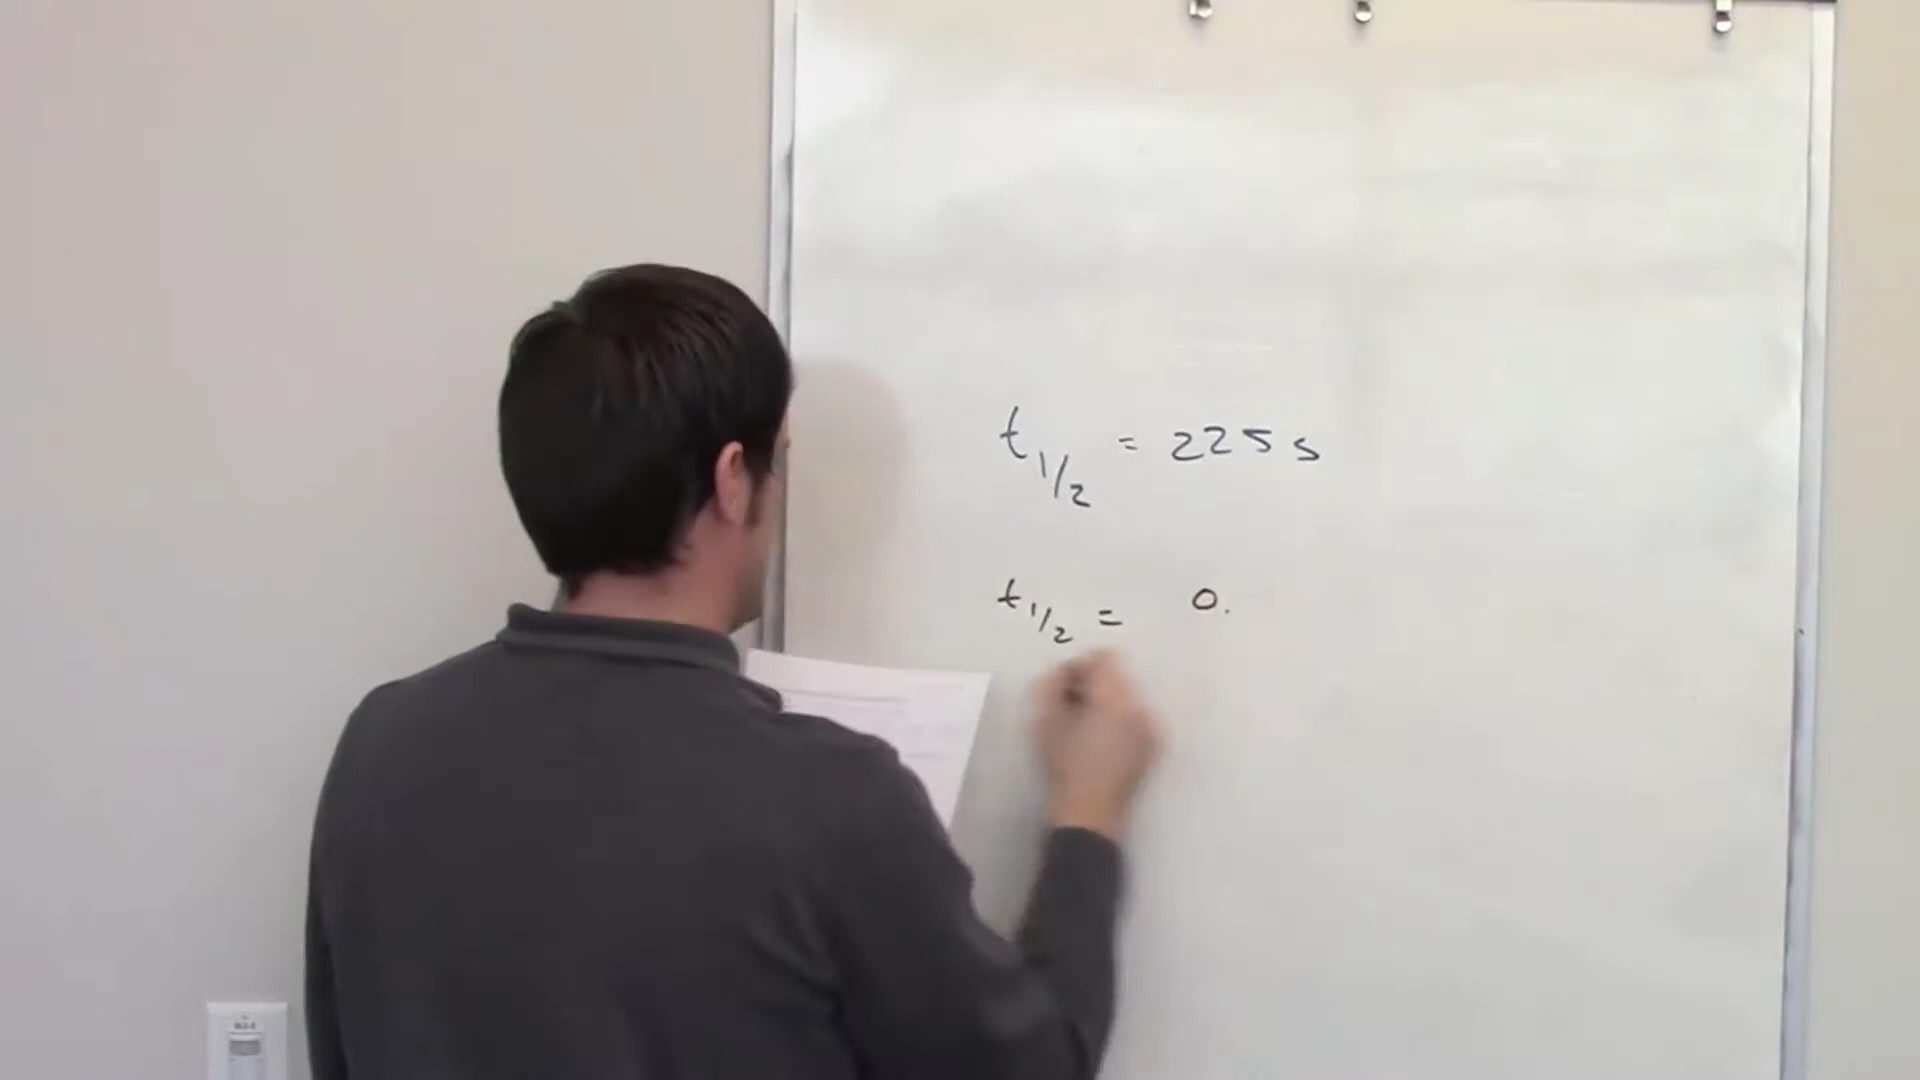 t1/2 = 225 s
t1/2 = 0.